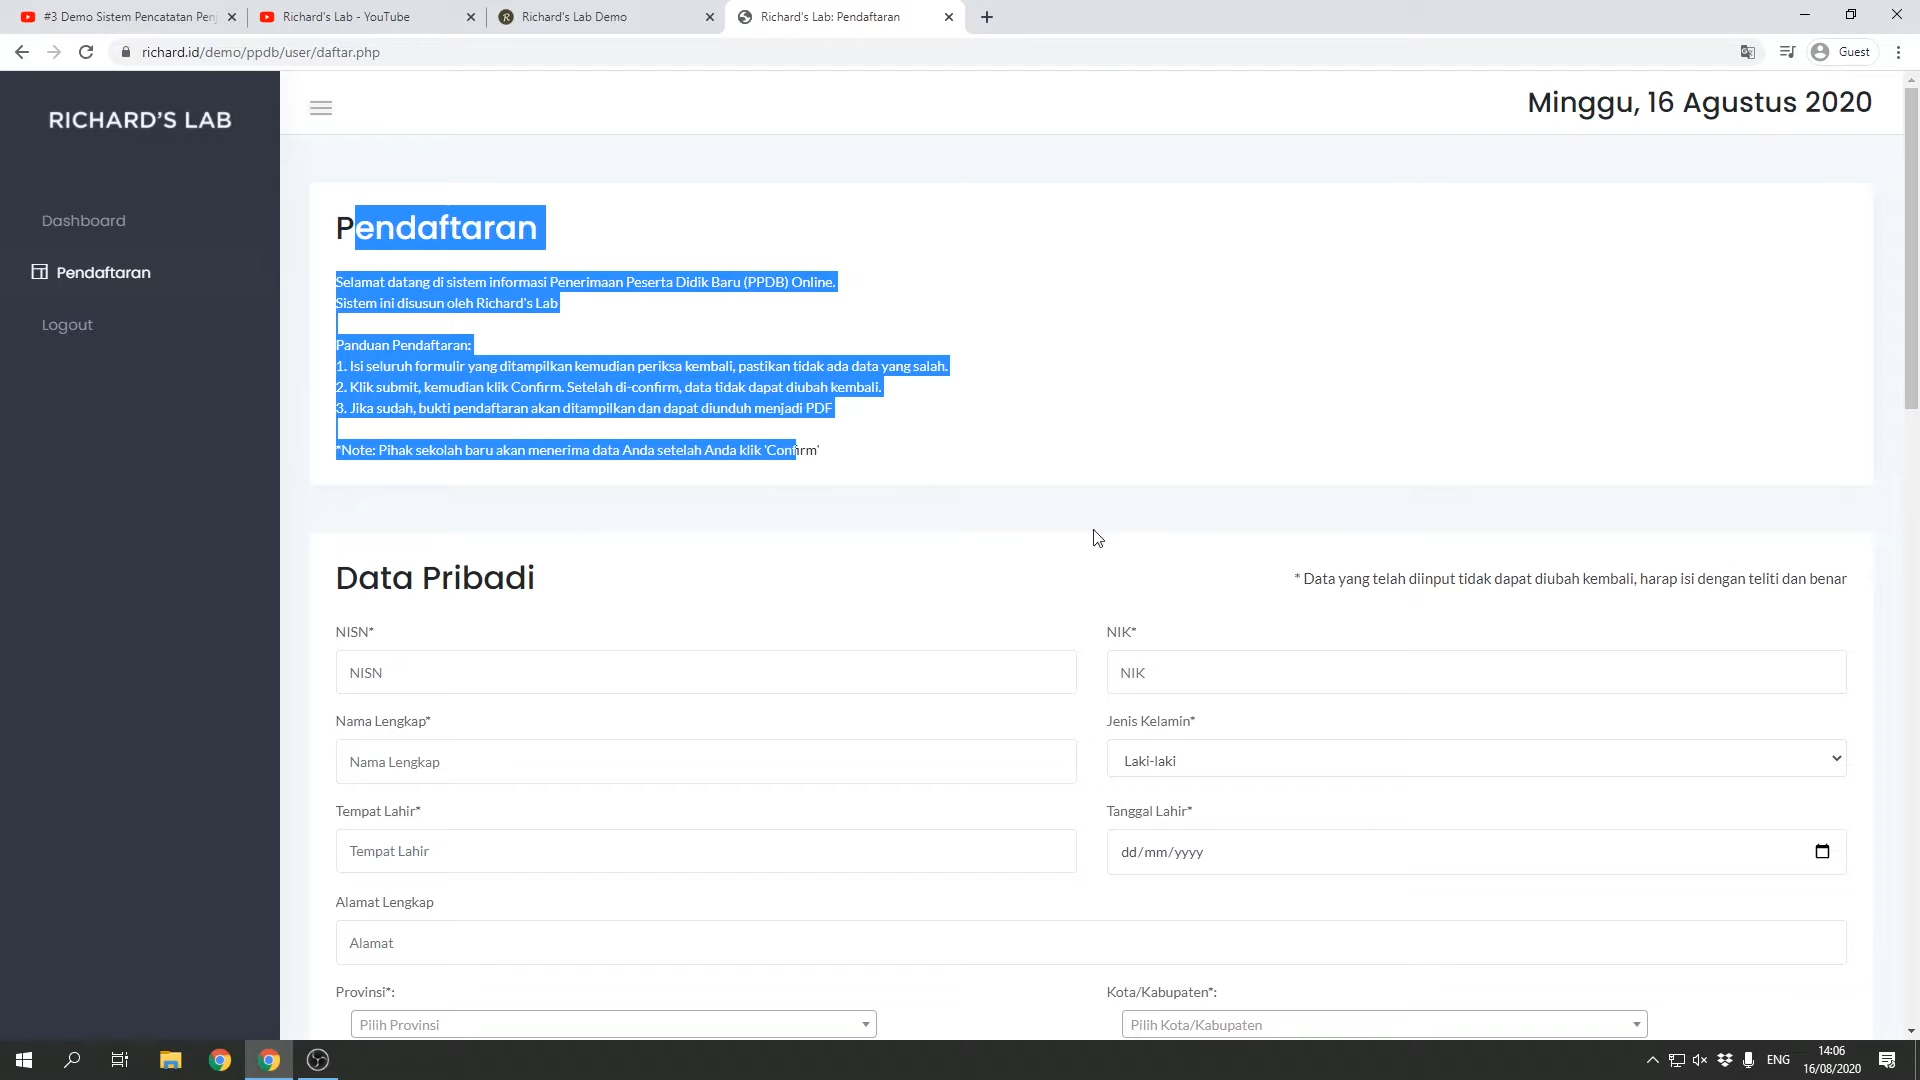 #3 Demo Sistem Pencatatan Pen
Richard's Lab - YouTube
Richard's Lab Demo
Richard's Lab: Pendaftaran
richard.id/demo/ppdb/user/daftar.php
Guest
RICHARD'S LAB
Minggu, 16 Agustus 2020
Dashboard
Pendaftaran
Logout
Pendaftaran
Selamat datang di sistem informasi Penerimaan Peserta Didik Baru (PPDB) Online.
Sistem ini disusun oleh Richard's Lab
Panduan Pendaftaran:
1. Isi seluruh formulir yang ditampilkan kemudian periksa kembali, pastikan tidak ada data yang salah.
2. Klik submit, kemudian klik Confirm. Setelah di-confirm, data tidak dapat diubah kembali.
3. Jika sudah, bukti pendaftaran akan ditampilkan dan dapat diunduh menjadi PDF
*Note: Pihak sekolah baru akan menerima data Anda setelah Anda klik 'Confirm'
Data Pribadi
* Data yang telah diinput tidak dapat diubah kembali, harap isi dengan teliti dan benar
NISN*
NIK*
NISN
NIK
Nama Lengkap*
Jenis Kelamin*
Nama Lengkap
Laki-laki
Tempat Lahir*
Tanggal Lahir*
Tempat Lahir
dd/mm/yyyy
Alamat Lengkap
Alamat
Provinsi*:
Kota/Kabupaten*:
Pilih Provinsi
Pilih Kota/Kabupaten
ENG
14:06
16/08/2020